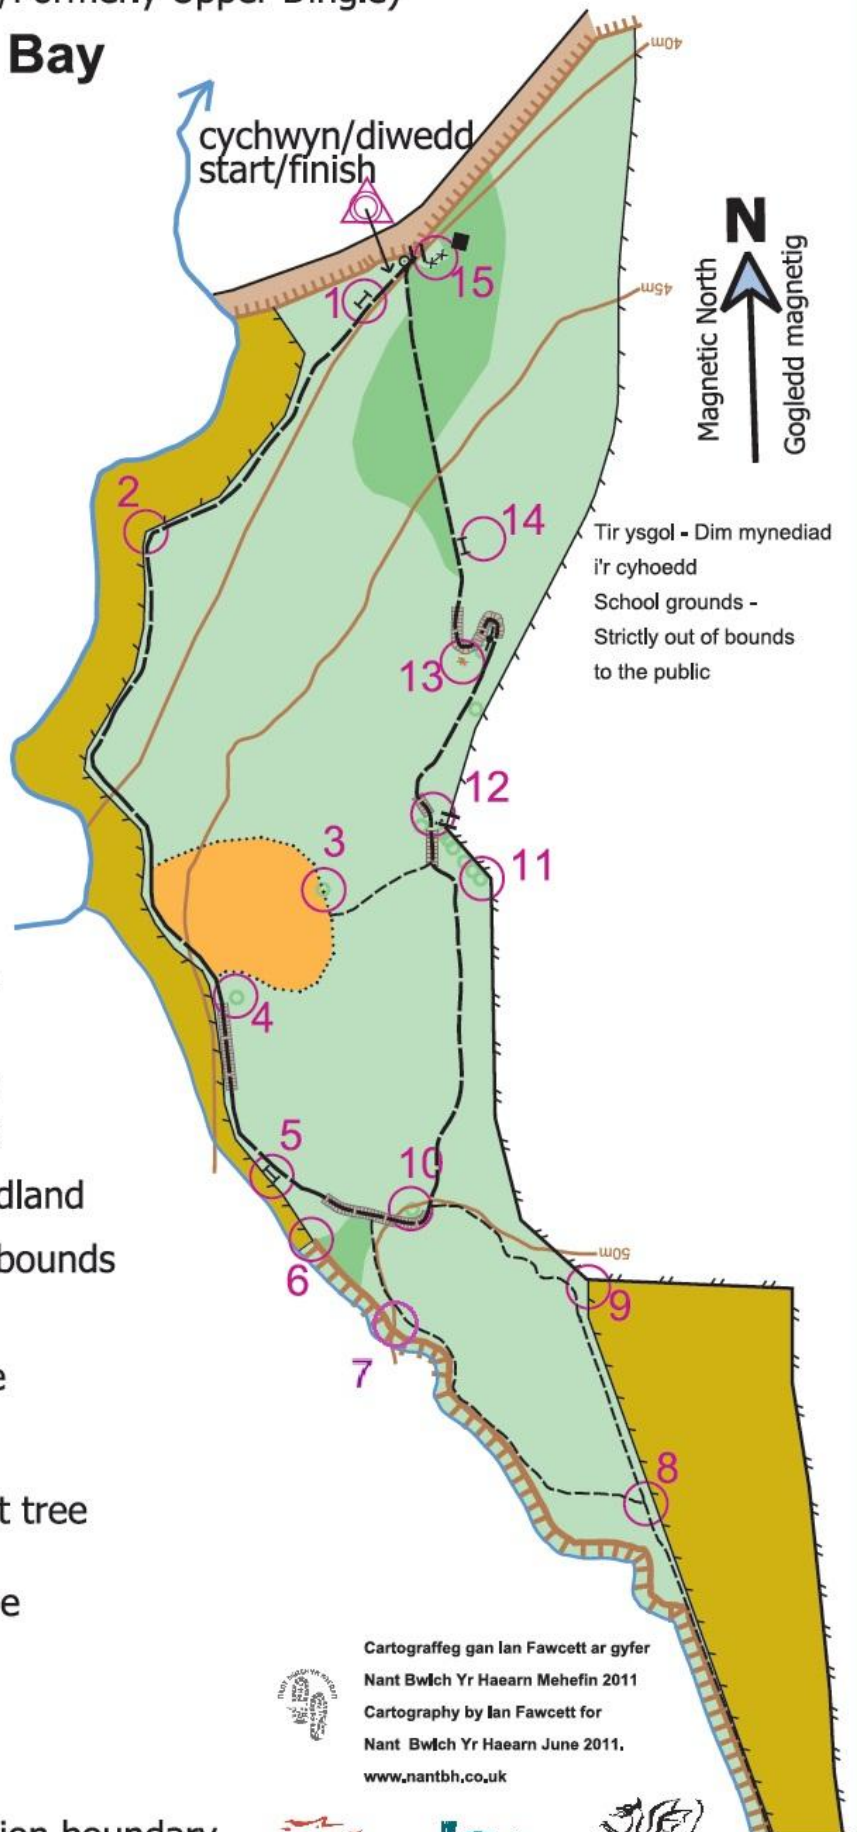 Bay
cychwyn/diwedd
start/finish
40m
N
Magnetic North
Gogledd magnetig
15
1
45m
2
14
Tir ysgol - Dim mynediad
i'r cyhoedd
School grounds -
Strictly out of bounds
to the public
13
12
3
11
4
5
10
dland
bounds
50m
6
9
7
e
8
t tree
e
Cartograffeg gan Ian Fawcett ar gyfer
Nant Bwlch Yr Haearn Mehefin 2011
Cartography by Ian Fawcett for
Nant Bwlch Yr Haearn June 2011.
www.nantbh.co.uk
ion boundary